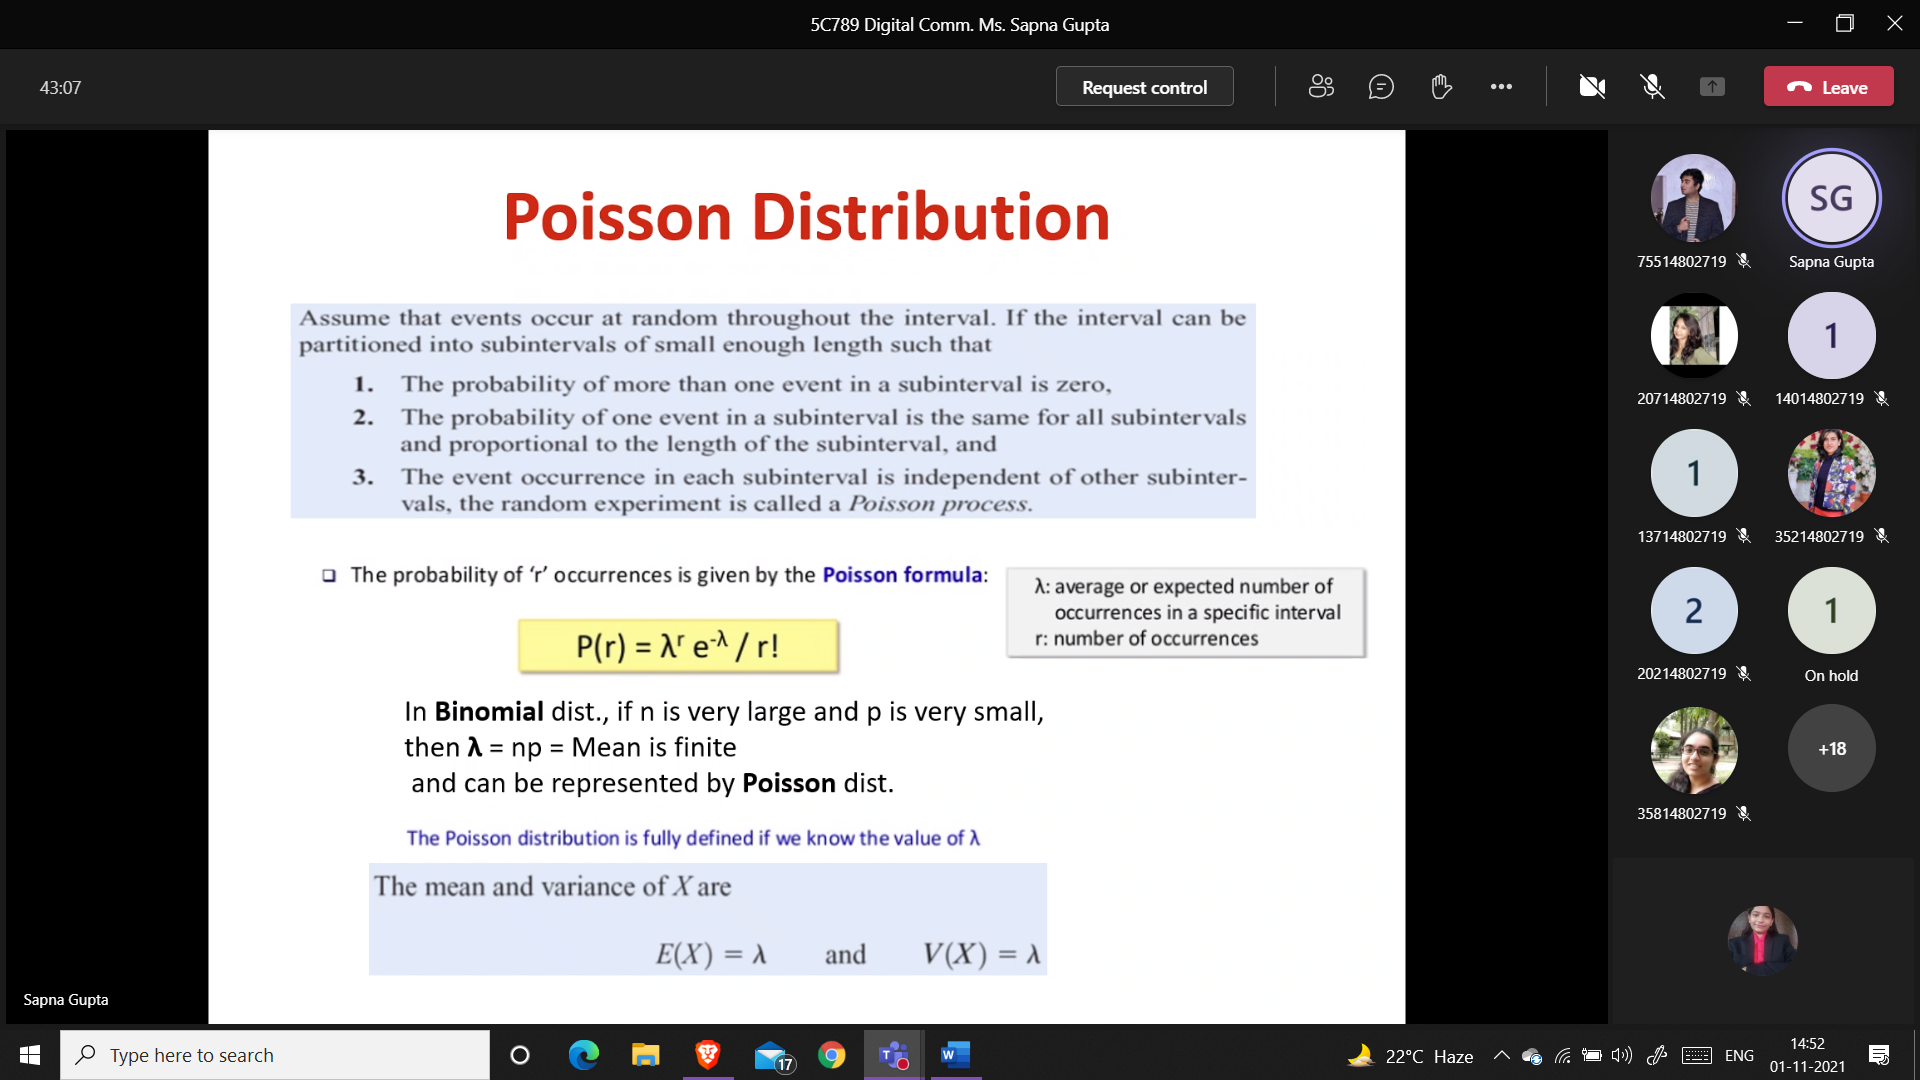 5C789 Digital Comm. Ms. Sapna Gupta
43:07
Request control
Leave
Poisson Distribution
Assume that events occur at random throughout the interval. If the interval can be
partitioned into subintervals of small enough length such that
1. The probability of more than one event in a subinterval is zero,
2. The probability of one event in a subinterval is the same for all subintervals
and proportional to the length of the subinterval, and
3. The event occurrence in each subinterval is independent of other subinter-
vals, the random experiment is called a Poisson process.
❑ The probability of ‘r’ occurrences is given by the Poisson formula:
λ: average or expected number of
occurrences in a specific interval
r: number of occurrences
P(r) = λʳ e⁻λ / r!
In Binomial dist., if n is very large and p is very small,
then λ = np = Mean is finite
and can be represented by Poisson dist.
The Poisson distribution is fully defined if we know the value of λ
The mean and variance of X are
E(X) = λ and V(X) = λ
Sapna Gupta
SG
75514802719
Sapna Gupta
1
20714802719
14014802719
1
13714802719
35214802719
2
1
20214802719
On hold
+18
35814802719
Type here to search
17
T
W
22°C Haze
ENG
14:52
01-11-2021